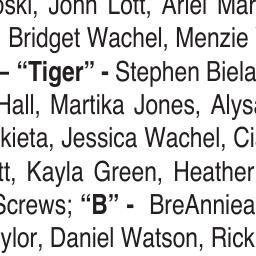 John Lott, Ariel
Bridget Wachel, Menzie
– “Tiger” - Stephen
Hall, Martika Jones,
Jessica Wachel,
Kayla Green, Heather
Screws; “B” -
Daniel Watson,